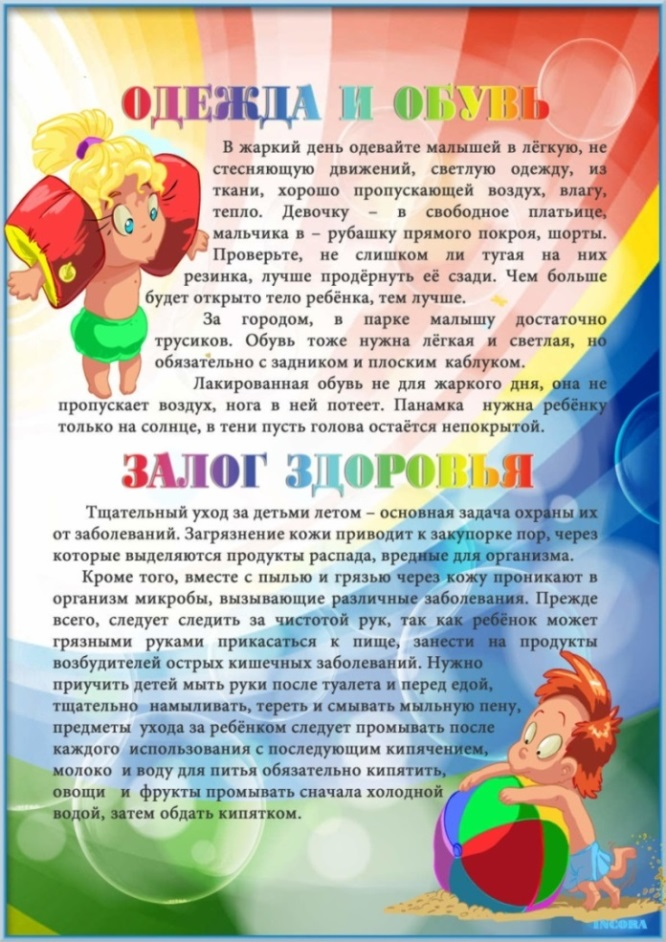 ОДЕЖДА И ОБУВЬ
В жаркий день одевайте малышей в лёгкую, не
стесняющую движений, светлую одежду, из
ткани, хорошо пропускающей воздух, влагу,
тепло. Девочку – в свободное платьице,
мальчика в – рубашку прямого покроя, шорты.
Проверьте, не слишком ли тугая на них
резинка, лучше продёрнуть её сзади. Чем больше
будет открыто тело ребёнка, тем лучше.
За городом, в парке малышу достаточно
трусиков. Обувь тоже нужна лёгкая и светлая, но
обязательно с задником и плоским каблуком.
Лакированная обувь не для жаркого дня, она не
пропускает воздух, нога в ней потеет. Панамка нужна ребёнку
только на солнце, в тени пусть голова остаётся непокрытой.
ЗАЛОГ ЗДОРОВЬЯ
Тщательный уход за детьми летом – основная задача охраны их
от заболеваний. Загрязнение кожи приводит к закупорке пор, через
которые выделяются продукты распада, вредные для организма.
Кроме того, вместе с пылью и грязью через кожу проникают в
организм микробы, вызывающие различные заболевания. Прежде
всего, следует следить за чистотой рук, так как ребёнок может
грязными руками прикасаться к пище, занести на продукты
возбудителей острых кишечных заболеваний. Нужно
приучить детей мыть руки после туалета и перед едой,
тщательно намыливать, тереть и смывать мыльную пену,
предметы ухода за ребёнком следует промывать после
каждого использования с последующим кипячением,
молоко и воду для питья обязательно кипятить,
овощи и фрукты промывать сначала холодной
водой, затем обдать кипятком.
INCORA